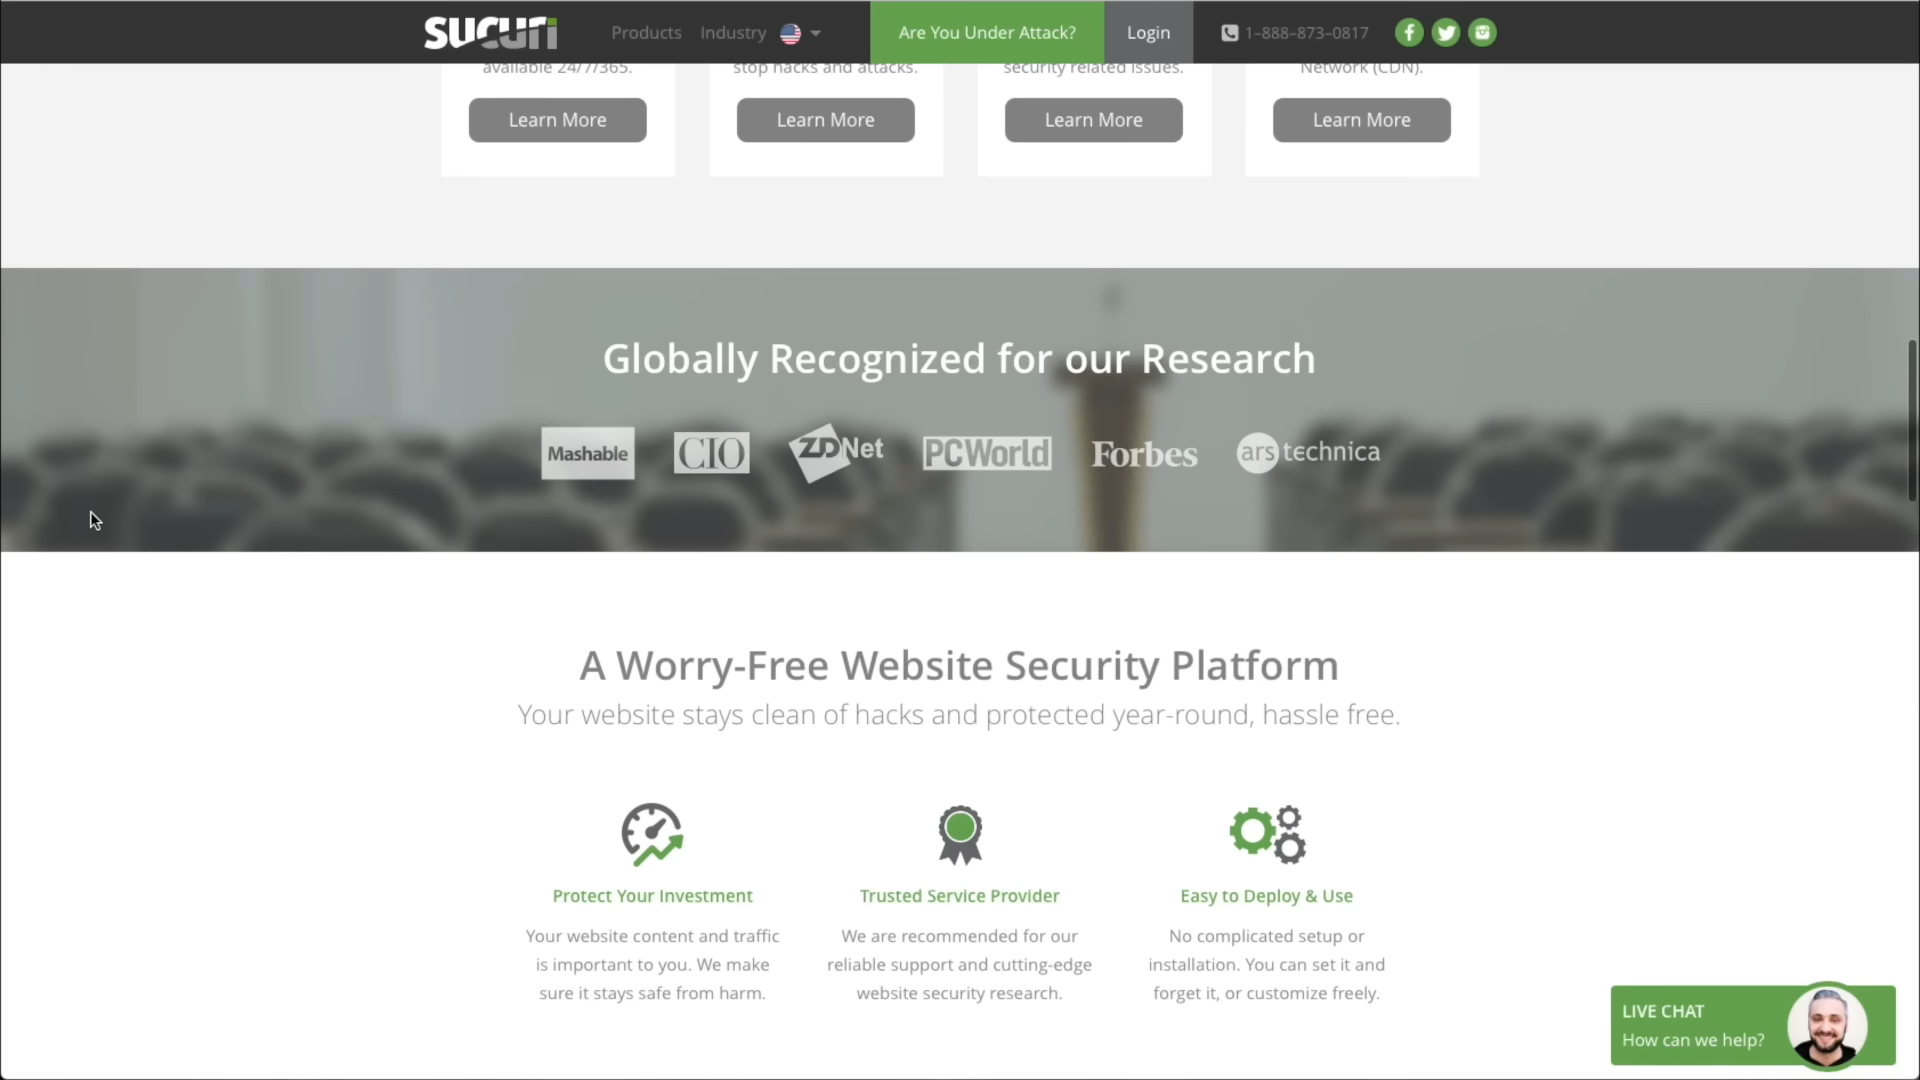 sucuri
Products
Industry
Are You Under Attack?
Login
1-888-873-0817
available 24/7/365.
stop hacks and attacks.
security related issues.
Network (CDN).
Learn More
Learn More
Learn More
Learn More
Globally Recognized for our Research
Mashable
CIO
ZDNet
PCWorld
Forbes
ars technica
A Worry-Free Website Security Platform
Your website stays clean of hacks and protected year-round, hassle free.
Protect Your Investment
Your website content and traffic
is important to you. We make
sure it stays safe from harm.
Trusted Service Provider
We are recommended for our
reliable support and cutting-edge
website security research.
Easy to Deploy & Use
No complicated setup or
installation. You can set it and
forget it, or customize freely.
LIVE CHAT
How can we help?